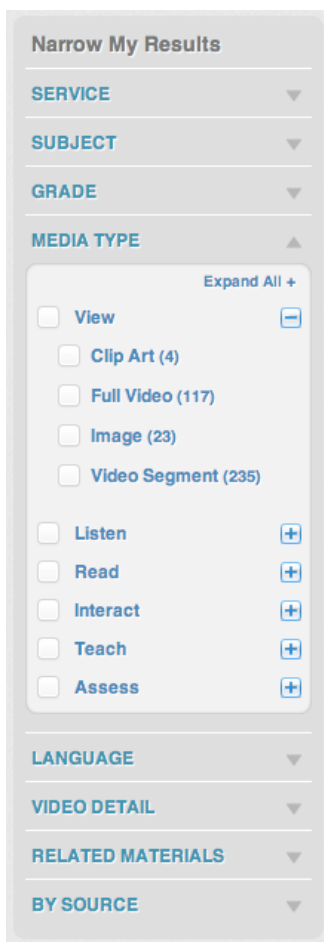 Narrow My Results
SERVICE
SUBJECT
GRADE
MEDIA TYPE
Expand All +
View
Clip Art (4)
Full Video (117)
Image (23)
Video Segment (235)
Listen
Read
Interact
Teach
Assess
LANGUAGE
VIDEO DETAIL
RELATED MATERIALS
BY SOURCE